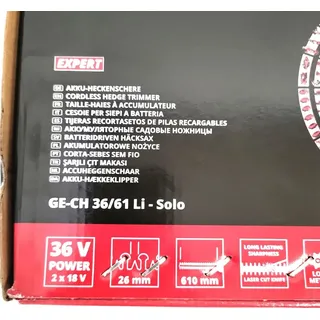 EXPERT
AKKU-HECKENSCHERE
CORDLESS HEDGE TRIMMER
TAILLE-HAIES À ACCUMULATEUR
CESOIE PER SIEPI A BATTERIA
TIJERAS RECORTASETOS DE PILAS RECARGABLES
АККУМУЛЯТОРНЫЕ САДОВЫЕ НОЖНИЦЫ
BATTERIDRIVEN HÄCKSAX
AKUMULATOROWE NOŻYCE
CORTA-SEBES SEM FIO
ŞARJLI ÇİT MAKASI
ACCUHEGGENSCHAAR
AKKU-HÆKKEKLIPPER
GE-CH 36/61 Li - Solo
36 V
POWER
2 x 18 V
26 mm
610 mm
LONG LASTING
SHARPNESS
LASER CUT KNIFE